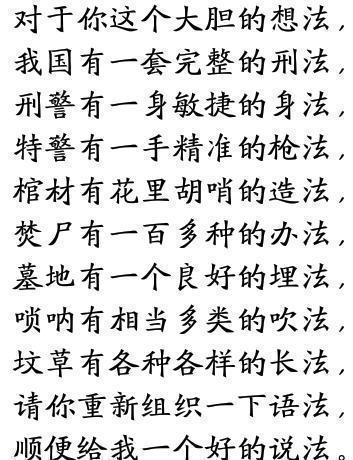 对于你这个大胆的想法，
我国有一套完整的刑法，
刑警有一身敏捷的身法，
特警有一手精准的枪法，
棺材有花里胡哨的造法，
焚尸有一百多种的办法，
墓地有一个良好的埋法，
唢呐有相当多类的吹法，
坟草有各种各样的长法，
请你重新组织一下语法，
顺便给我一个好的说法。